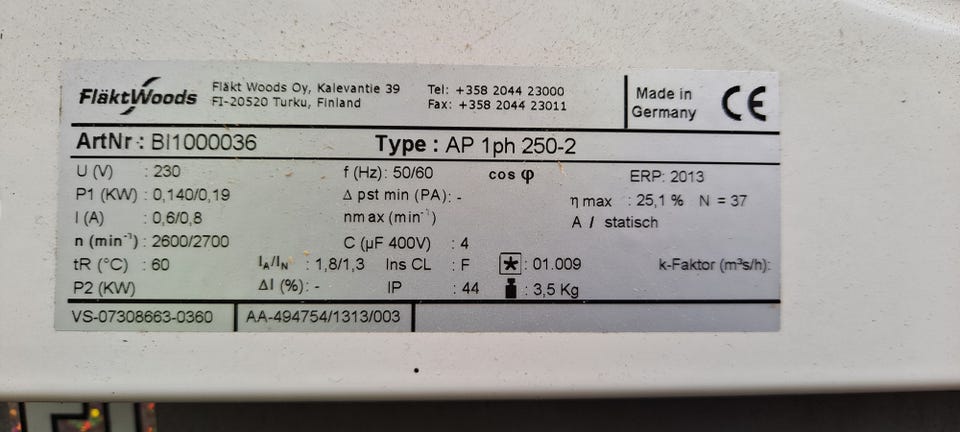 FläktWoods
Fläkt Woods Oy, Kalevantie 39
FI-20520 Turku, Finland
Tel: +358 2044 23000
Fax: +358 2044 23011
Made in
Germany
CE
ArtNr : BI1000036 Type : AP 1ph 250-2
U (V) : 230 f (Hz): 50/60 cos φ ERP: 2013
P1 (KW) : 0,140/0,19 Δ pst min (PA): - η max : 25,1 % N = 37
I (A) : 0,6/0,8 nmax (min⁻¹) A / statisch
n (min⁻¹) : 2600/2700 C (µF 400V) : 4
tR (°C) : 60 IA/IN : 1,8/1,3 Ins CL : F * : 01.009 k-Faktor (m³s/h):
P2 (KW) ΔI (%): - IP : 44 : 3,5 Kg
VS-07308663-0360 AA-494754/1313/003